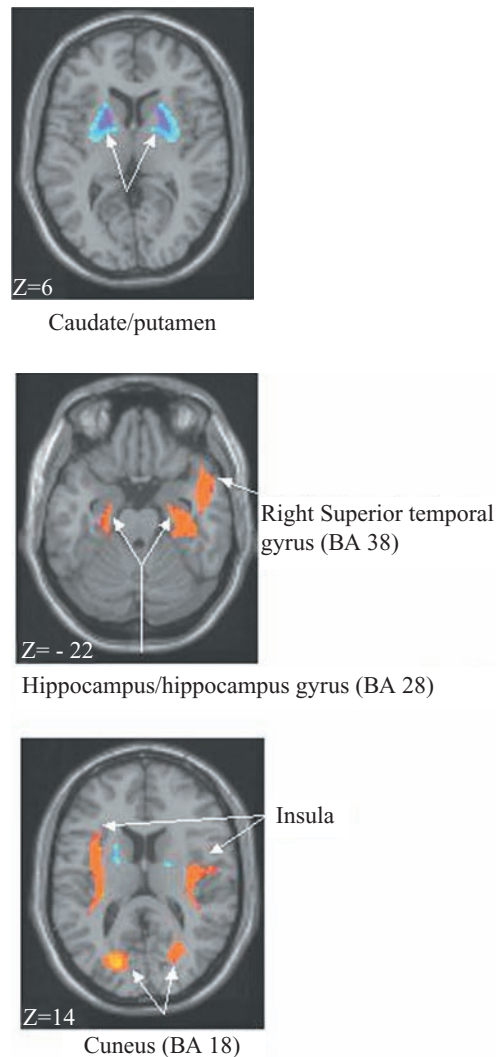 Z=6
Caudate/putamen
Right Superior temporal
gyrus (BA 38)
Z= - 22
Hippocampus/hippocampus gyrus (BA 28)
Insula
Z=14
Cuneus (BA 18)